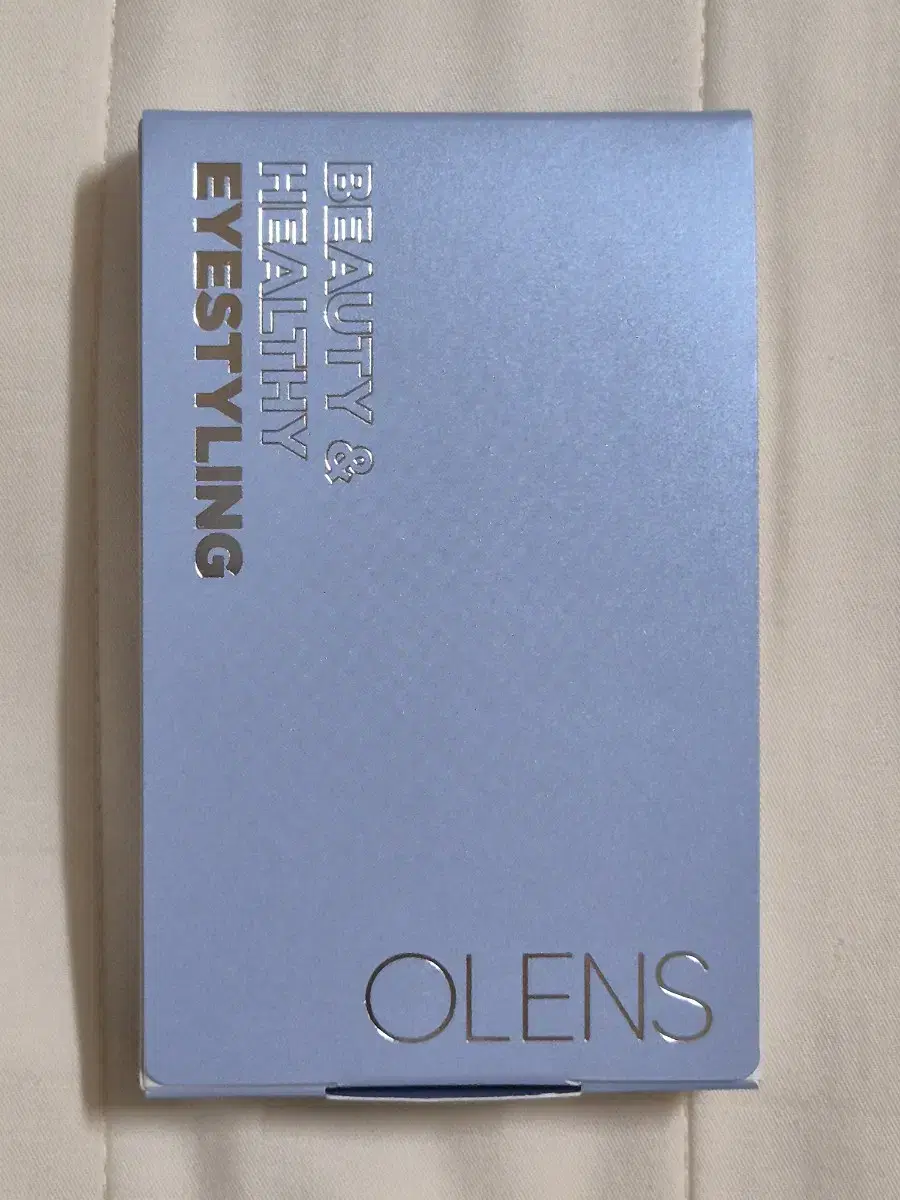 BEAUTY &
HEALTHY
EYESTYLING
OLENS